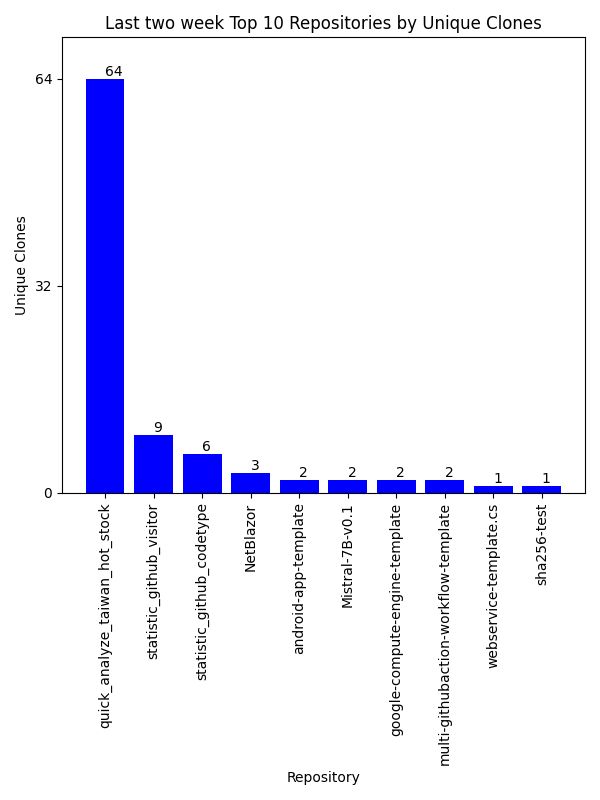 Last two week Top 10 Repositories by Unique Clones
Unique Clones
64
32
0
64
9
6
3
2
2
2
2
1
1
quick_analyze_taiwan_hot_stock
statistic_github_visitor
statistic_github_codetype
NetBlazor
android-app-template
Mistral-7B-v0.1
google-compute-engine-template
multi-githubaction-workflow-template
webservice-template.cs
sha256-test
Repository